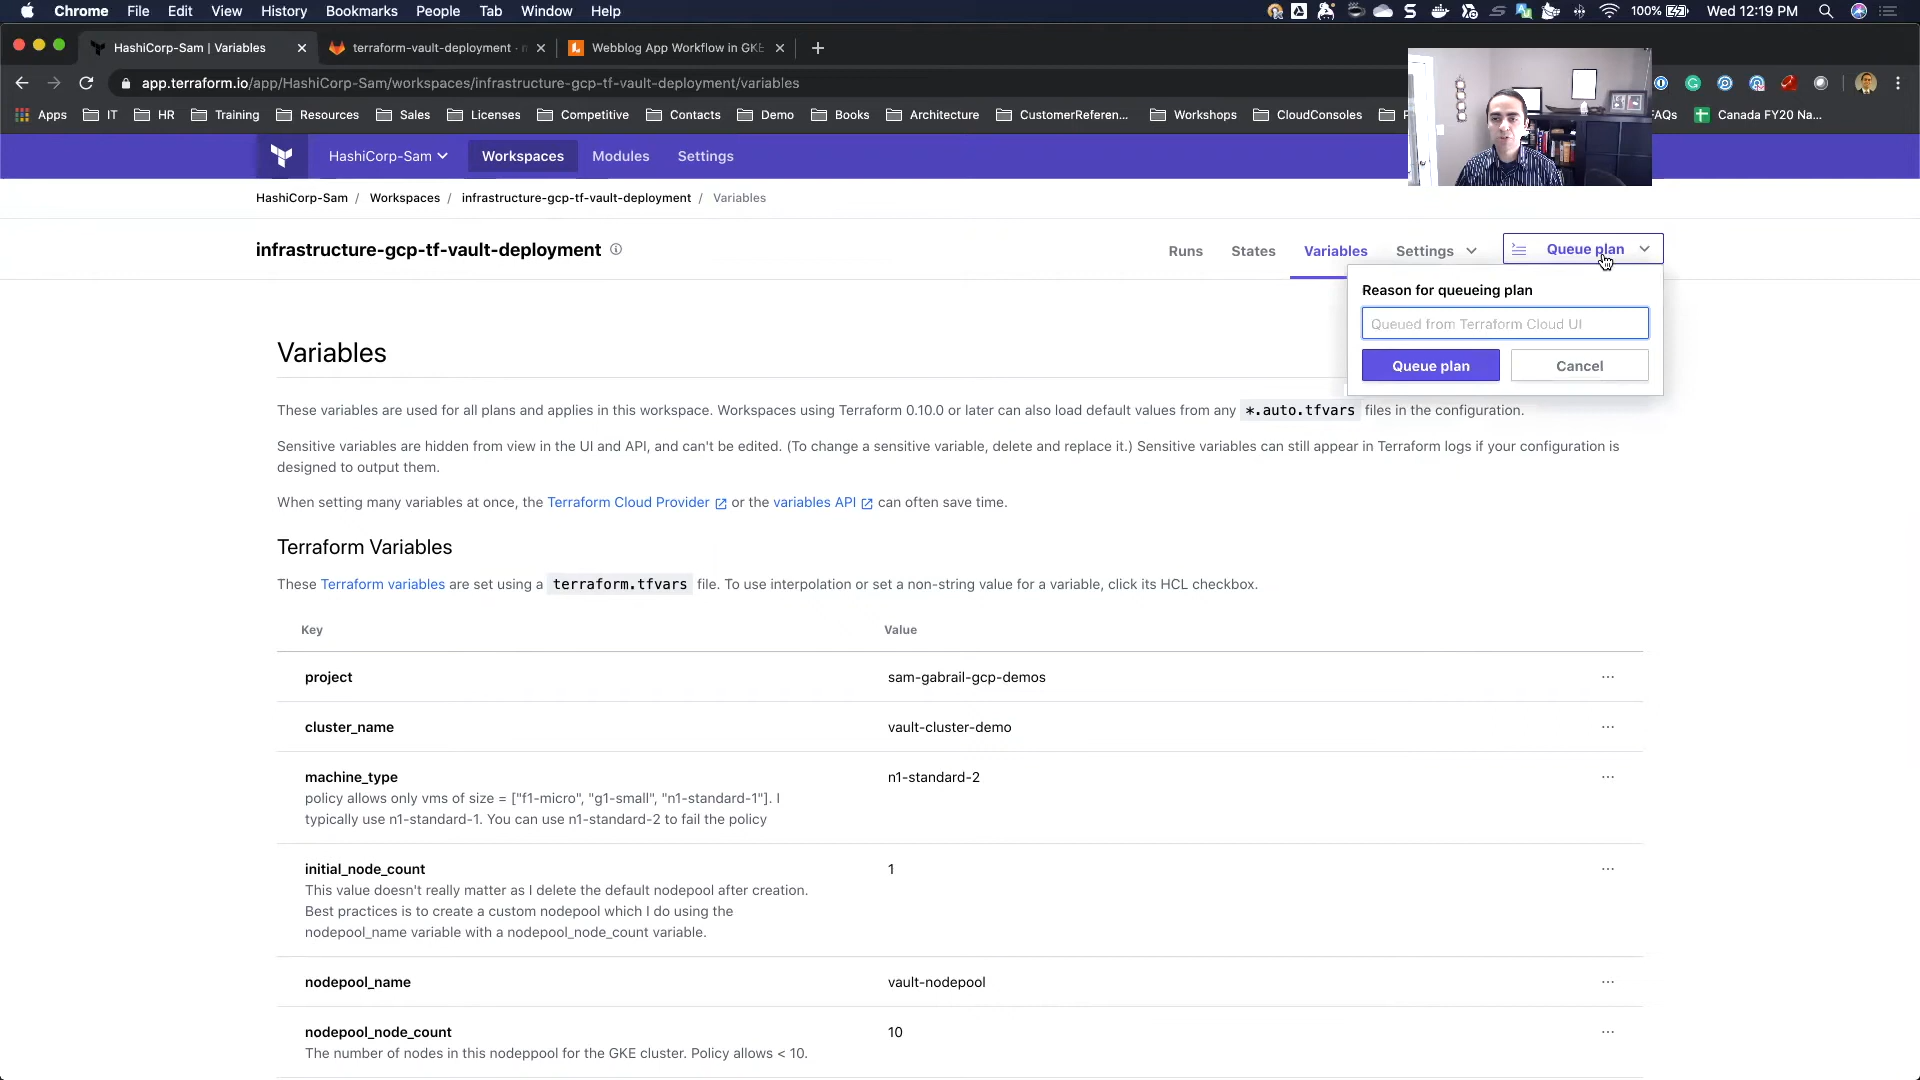 Chrome File Edit View History Bookmarks People Tab Window Help
100% Wed 12:19 PM
HashiCorp-Sam | Variables
terraform-vault-deployment
Webblog App Workflow in GKE
app.terraform.io/app/HashiCorp-Sam/workspaces/infrastructure-gcp-tf-vault-deployment/variables
Apps IT HR Training Resources Sales Licenses Competitive Contacts Demo Books Architecture CustomerReferen... Workshops CloudConsoles FAQs Canada FY20 Na...
HashiCorp-Sam Workspaces Modules Settings
HashiCorp-Sam / Workspaces / infrastructure-gcp-tf-vault-deployment / Variables
infrastructure-gcp-tf-vault-deployment
Runs States Variables Settings Queue plan
Reason for queueing plan
Queued from Terraform Cloud UI
Queue plan Cancel
Variables
These variables are used for all plans and applies in this workspace. Workspaces using Terraform 0.10.0 or later can also load default values from any *.auto.tfvars files in the configuration.
Sensitive variables are hidden from view in the UI and API, and can't be edited. (To change a sensitive variable, delete and replace it.) Sensitive variables can still appear in Terraform logs if your configuration is
designed to output them.
When setting many variables at once, the Terraform Cloud Provider or the variables API can often save time.
Terraform Variables
These Terraform variables are set using a terraform.tfvars file. To use interpolation or set a non-string value for a variable, click its HCL checkbox.
Key Value
project sam-gabrail-gcp-demos ...
cluster_name vault-cluster-demo ...
machine_type n1-standard-2 ...
policy allows only vms of size = ["f1-micro", "g1-small", "n1-standard-1"]. I
typically use n1-standard-1. You can use n1-standard-2 to fail the policy
initial_node_count 1 ...
This value doesn't really matter as I delete the default nodepool after creation.
Best practices is to create a custom nodepool which I do using the
nodepool_name variable with a nodepool_node_count variable.
nodepool_name vault-nodepool ...
nodepool_node_count 10 ...
The number of nodes in this nodeppool for the GKE cluster. Policy allows < 10.